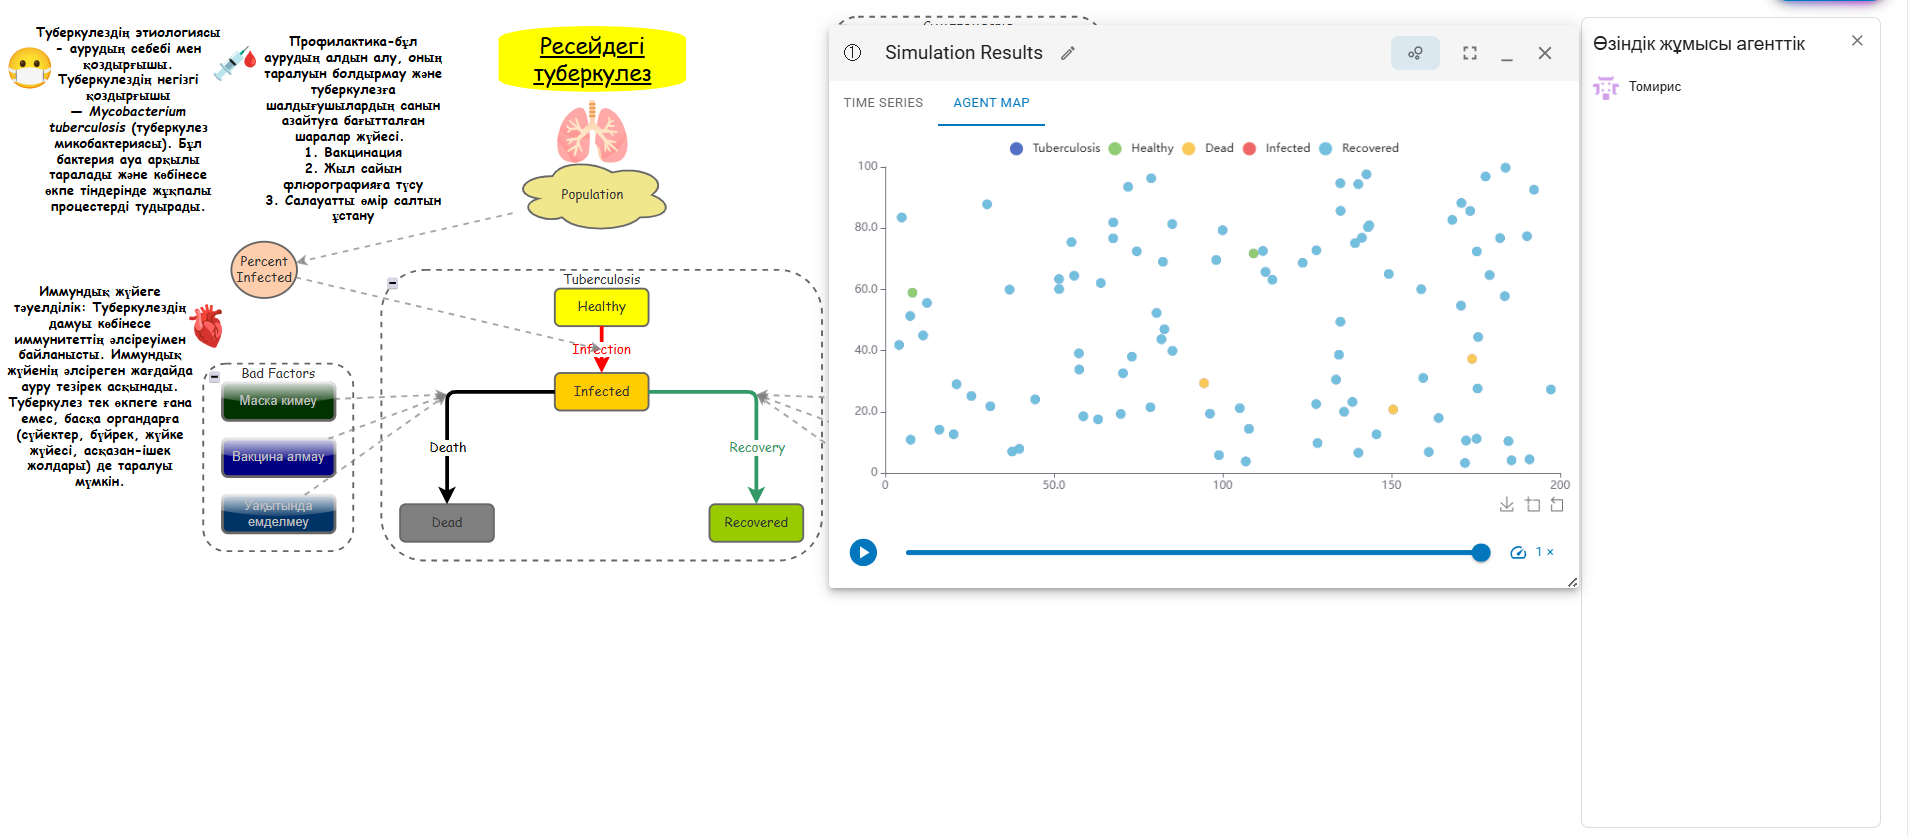 Туберкулездің этиологиясы
- аурудың себебі мен
қоздырғышы.
Туберкулездің негізгі
қоздырғышы
— Mycobacterium
tuberculosis (туберкулез
микобактериясы). Бұл
бактерия ауа арқылы
таралады және көбінесе
өкпе тіндерінде жұқпалы
процестерді тудырады.
Профилактика-бұл
аурудың алдын алу, оның
таралуын болдырмау және
туберкулезға
шалдығушылардың санын
азайтуға бағытталған
шаралар жүйесі.
1. Вакцинация
2. Жыл сайын
флюрографияға түсу
3. Салауатты өмір салтын
ұстану
Ресейдегі
туберкулез
Population
Percent
Infected
Иммундық жүйеге
тәуелділік: Туберкулездің
дамуы көбінесе
иммунитеттің әлсіреуімен
байланысты. Иммундық
жүйенің әлсіреген жағдайда
ауру тезірек асқынады.
Туберкулез тек өкпеге ғана
емес, басқа органдарға
(сүйектер, бүйрек, жүйке
жүйесі, асқазан-ішек
жолдары) де таралуы
мүмкін.
Bad Factors
Маска кимеу
Вакцина алмау
Уақытында
емделмеу
Tuberculosis
Healthy
Infection
Infected
Death
Recovery
Dead
Recovered
Simulation Results
TIME SERIES
AGENT MAP
Tuberculosis Healthy Dead Infected Recovered
100
80.0
60.0
40.0
20.0
0
0 50.0 100 150 200
1 ×
Өзіндік жұмысы агенттік
Томирис